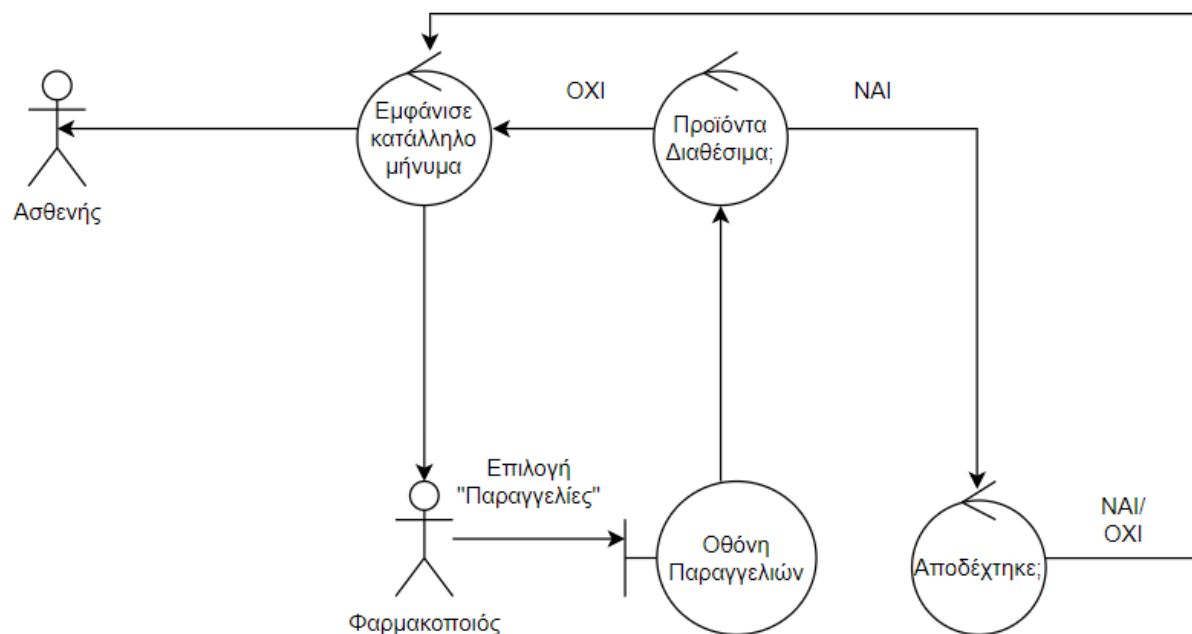 ΟΧΙ
ΝΑΙ
Εμφάνισε
κατάλληλο
μήνυμα
Προϊόντα
Διαθέσιμα;
Ασθενής
Επιλογή
"Παραγγελίες"
ΝΑΙ/
ΟΧΙ
Οθόνη
Παραγγελιών
Αποδέχτηκε;
Φαρμακοποιός